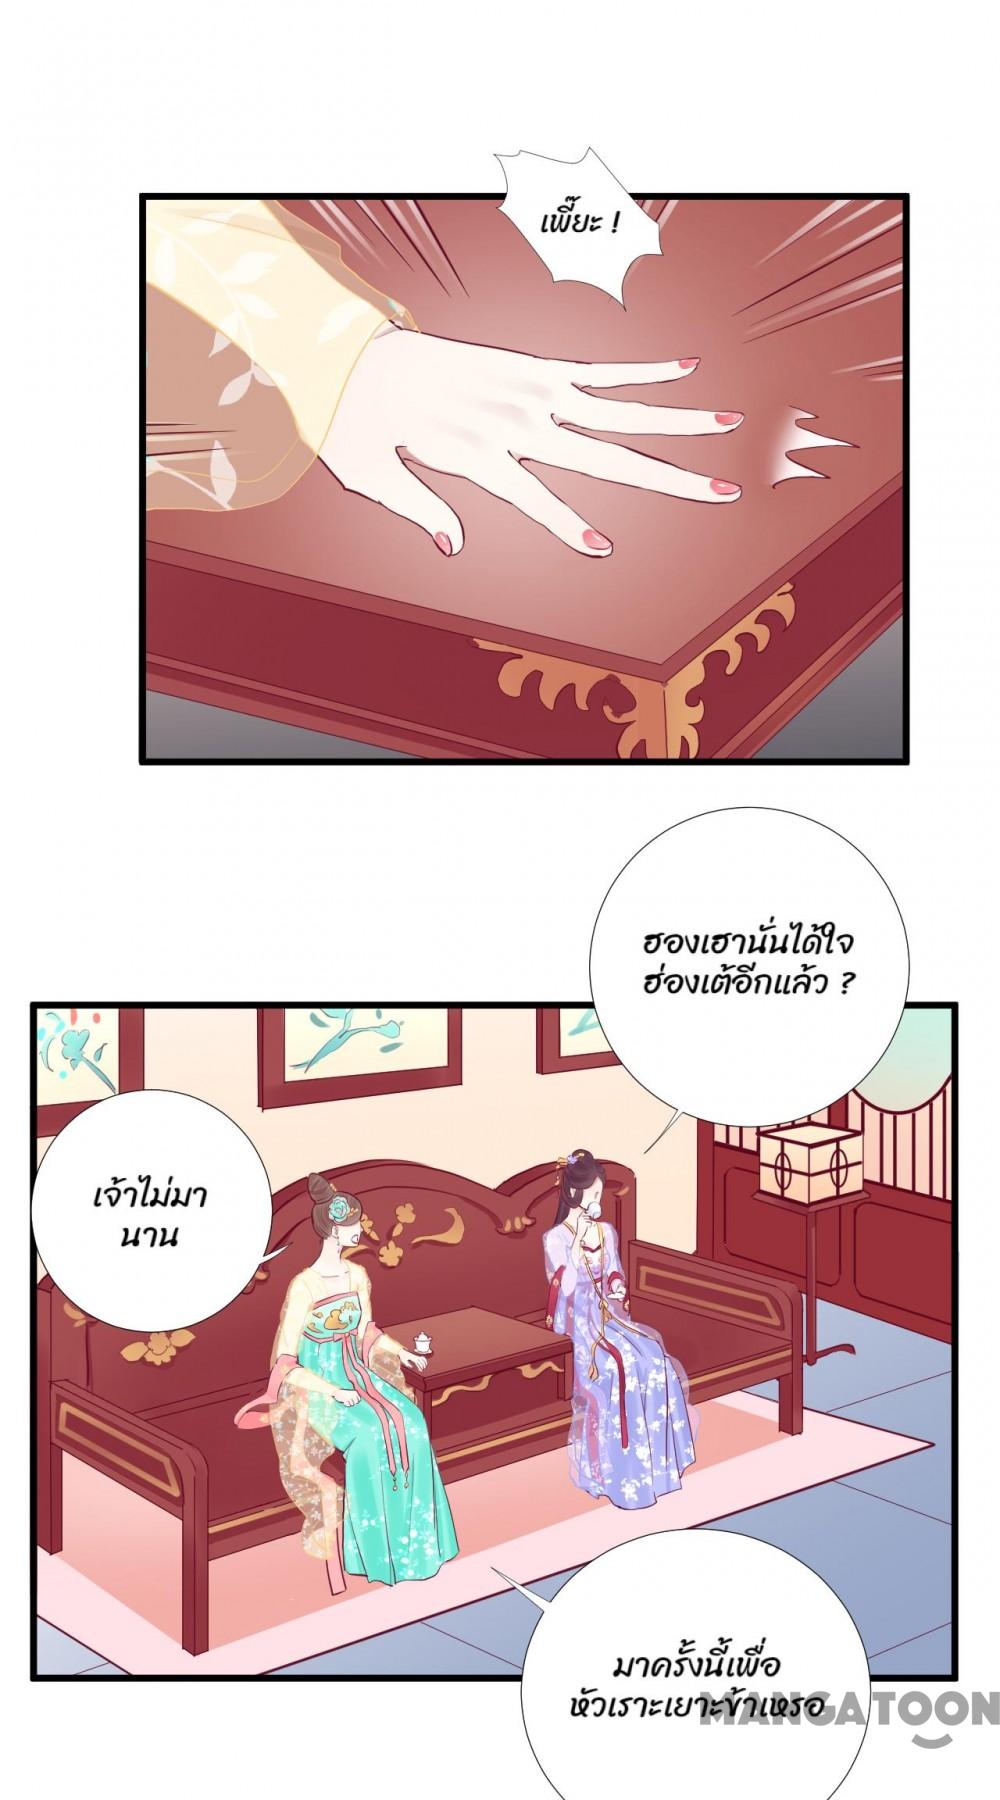 เพี๊ยะ !
ฮองเฮานั่นได้ใจ
ฮ่องเต้อีกแล้ว ?
เจ้าไม่มา
นาน
มาครั้งนี้เพื่อ
หัวเราะเยาะข้าเหรอ
MANGATOON